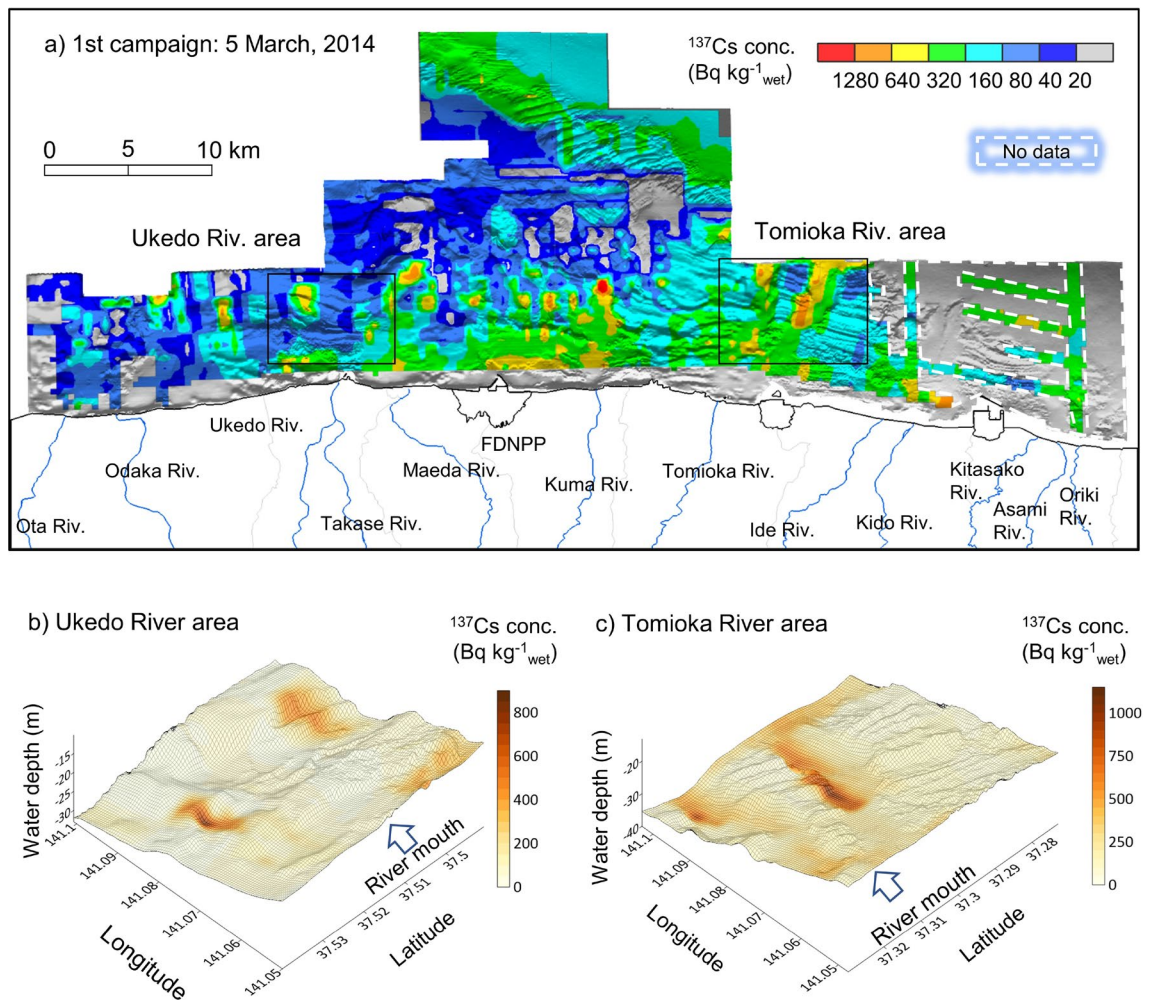 a) 1st campaign: 5 March, 2014
137Cs conc.
(Bq kg-1wet)
1280 640 320 160 80 40 20
No data
0 5 10 km
Ukedo Riv. area
Tomioka Riv. area
Ukedo Riv.
FDNPP
Odaka Riv.
Maeda Riv.
Kuma Riv.
Tomioka Riv.
Kitasako
Riv.
Ota Riv.
Takase Riv.
Ide Riv.
Kido Riv.
Asami
Riv.
Oriki
Riv.
b) Ukedo River area
137Cs conc.
(Bq kg-1wet)
800
600
400
200
0
Water depth (m)
-15
-20
-25
-30
141.1
141.09
141.08
141.07
141.06
141.05
Longitude
37.53
37.52
37.51
37.5
Latitude
River mouth
c) Tomioka River area
137Cs conc.
(Bq kg-1wet)
1000
750
500
250
0
Water depth (m)
-20
-30
-40
141.1
141.09
141.08
141.07
141.06
141.05
Longitude
37.32
37.31
37.3
37.29
37.28
Latitude
River mouth